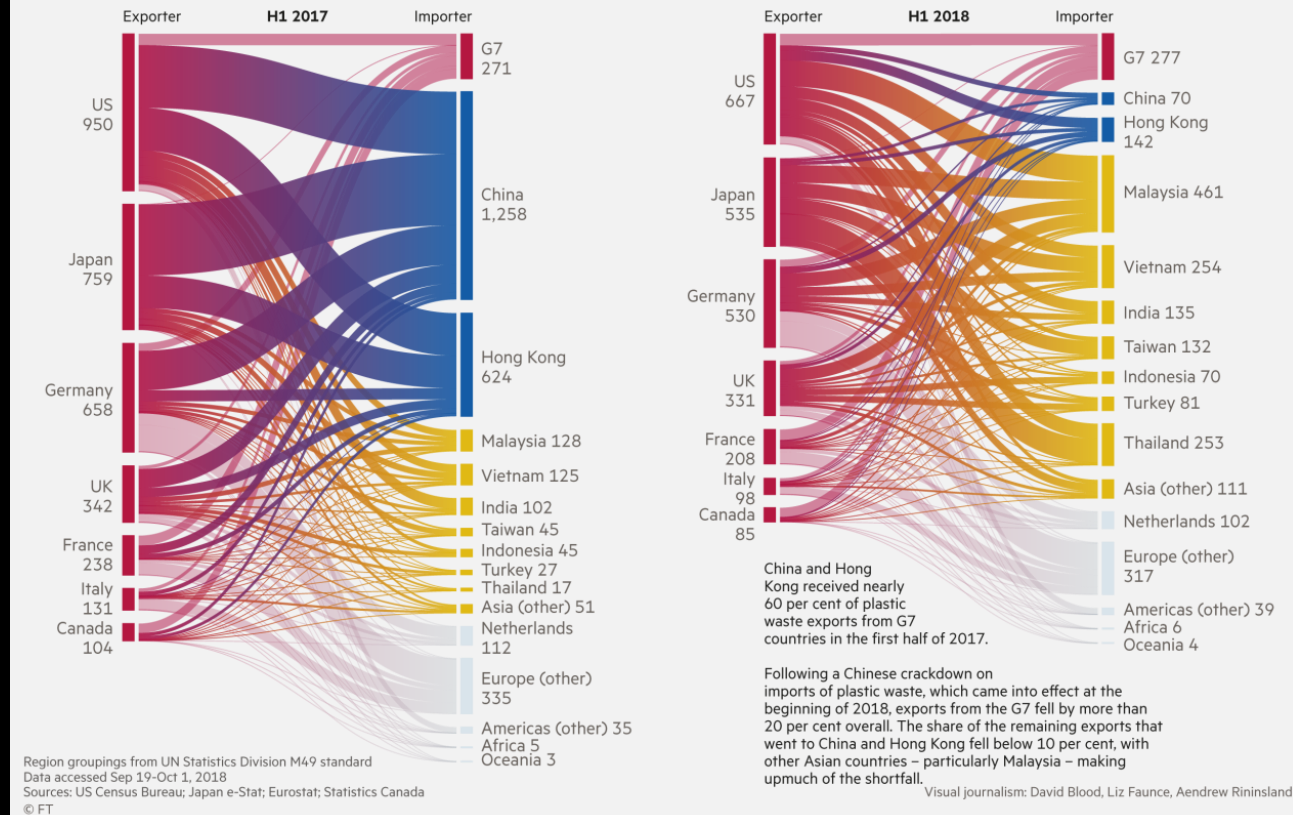 Exporter
H1 2017
Importer
US
950
Japan
759
Germany
658
UK
342
France
238
Italy
131
Canada
104
G7
271
China
1,258
Hong Kong
624
Malaysia 128
Vietnam 125
India 102
Taiwan 45
Indonesia 45
Turkey 27
Thailand 17
Asia (other) 51
Netherlands
112
Europe (other)
335
Americas (other) 35
Africa 5
Oceania 3
Exporter
H1 2018
Importer
US
667
Japan
535
Germany
530
UK
331
France
208
Italy
98
Canada
85
G7 277
China 70
Hong Kong
142
Malaysia 461
Vietnam 254
India 135
Taiwan 132
Indonesia 70
Turkey 81
Thailand 253
Asia (other) 111
Netherlands 102
Europe (other)
317
Americas (other) 39
Africa 6
Oceania 4
China and Hong
Kong received nearly
60 per cent of plastic
waste exports from G7
countries in the first half of 2017.
Following a Chinese crackdown on
imports of plastic waste, which came into effect at the
beginning of 2018, exports from the G7 fell by more than
20 per cent overall. The share of the remaining exports that
went to China and Hong Kong fell below 10 per cent, with
other Asian countries – particularly Malaysia – making
upmuch of the shortfall.
Region groupings from UN Statistics Division M49 standard
Data accessed Sep 19-Oct 1, 2018
Sources: US Census Bureau; Japan e-Stat; Eurostat; Statistics Canada
© FT
Visual journalism: David Blood, Liz Faunce, Aendrew Rininsland